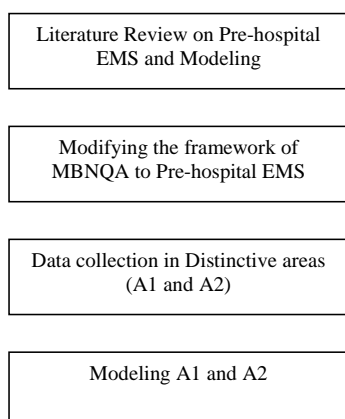 Literature Review on Pre-hospital
EMS and Modeling
Modifying the framework of
MBNQA to Pre-hospital EMS
Data collection in Distinctive areas
(A1 and A2)
Modeling A1 and A2